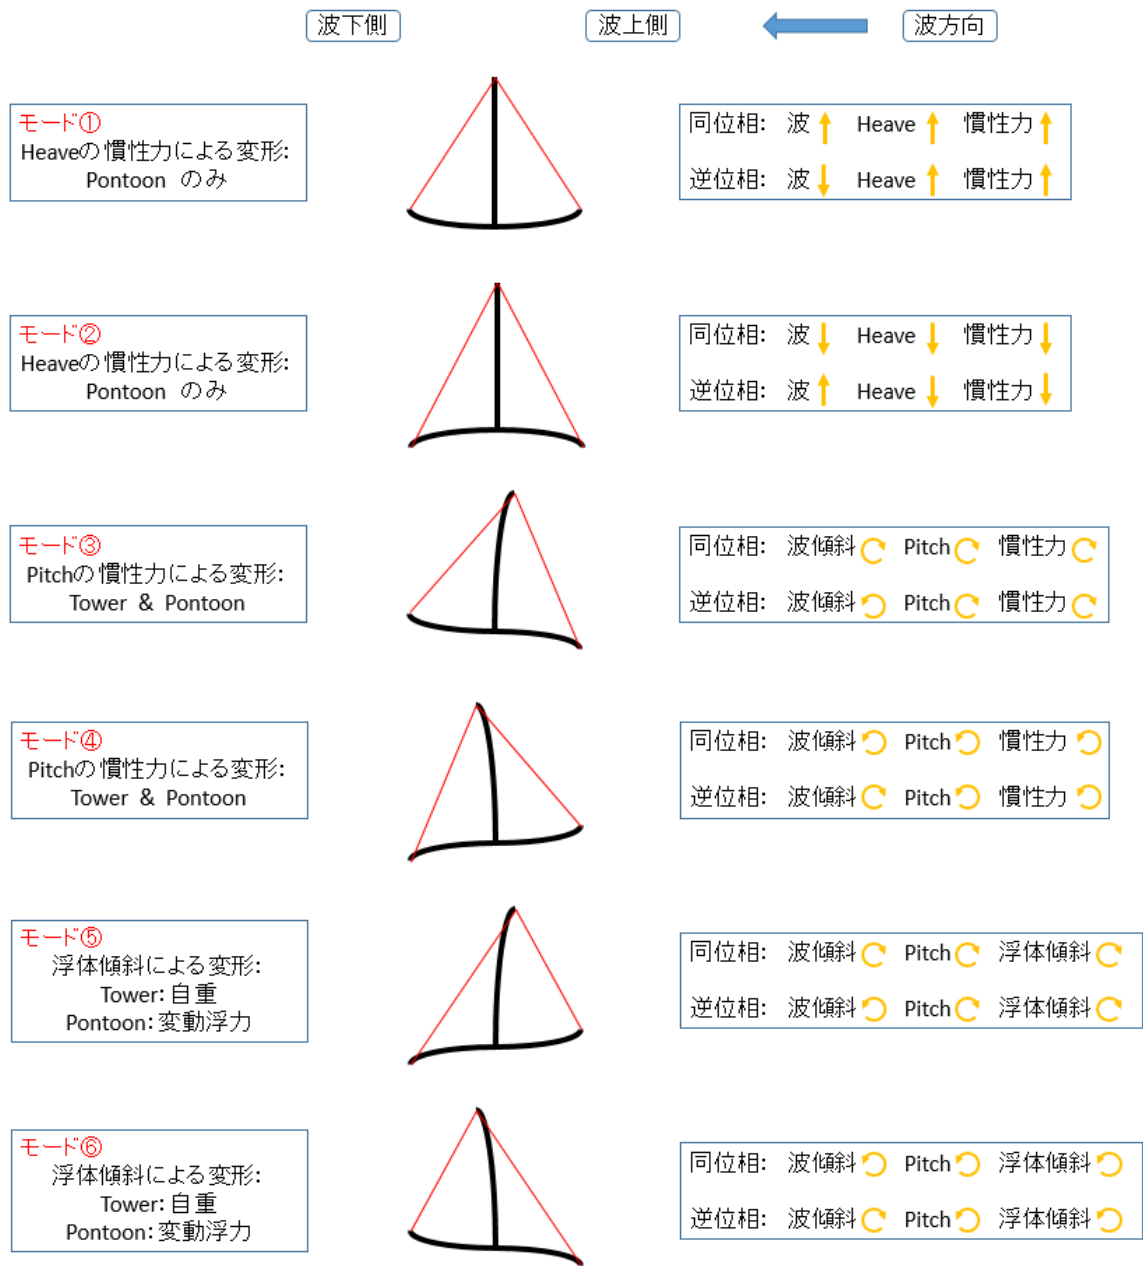 波下側 波上側 波方向
モード①
Heaveの慣性力による変形:
Pontoon のみ
同位相: 波 Heave 慣性力
逆位相: 波 Heave 慣性力
モード②
Heaveの慣性力による変形:
Pontoon のみ
同位相: 波 Heave 慣性力
逆位相: 波 Heave 慣性力
モード③
Pitchの慣性力による変形:
Tower & Pontoon
同位相: 波傾斜 Pitch 慣性力
逆位相: 波傾斜 Pitch 慣性力
モード④
Pitchの慣性力による変形:
Tower & Pontoon
同位相: 波傾斜 Pitch 慣性力
逆位相: 波傾斜 Pitch 慣性力
モード⑤
浮体傾斜による変形:
Tower:自重
Pontoon:変動浮力
同位相: 波傾斜 Pitch 浮体傾斜
逆位相: 波傾斜 Pitch 浮体傾斜
モード⑥
浮体傾斜による変形:
Tower:自重
Pontoon:変動浮力
同位相: 波傾斜 Pitch 浮体傾斜
逆位相: 波傾斜 Pitch 浮体傾斜